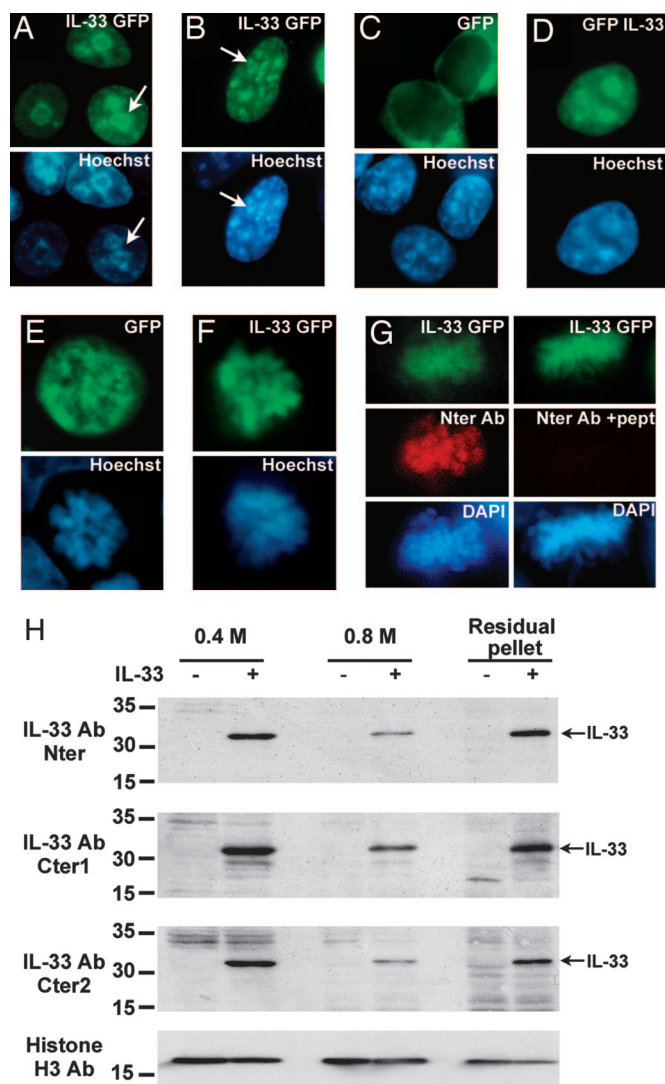 A IL-33 GFP B IL-33 GFP C GFP D GFP IL-33
Hoechst Hoechst Hoechst Hoechst
E GFP F IL-33 GFP G IL-33 GFP IL-33 GFP
Nter Ab Nter Ab +pept
Hoechst Hoechst DAPI DAPI
H
0.4 M 0.8 M Residual pellet
IL-33 - + - + - +
35
IL-33 Ab Nter 30 ←IL-33
15
35
IL-33 Ab Cter1 30 ←IL-33
15
35
IL-33 Ab Cter2 30 ←IL-33
15
Histone H3 Ab 15